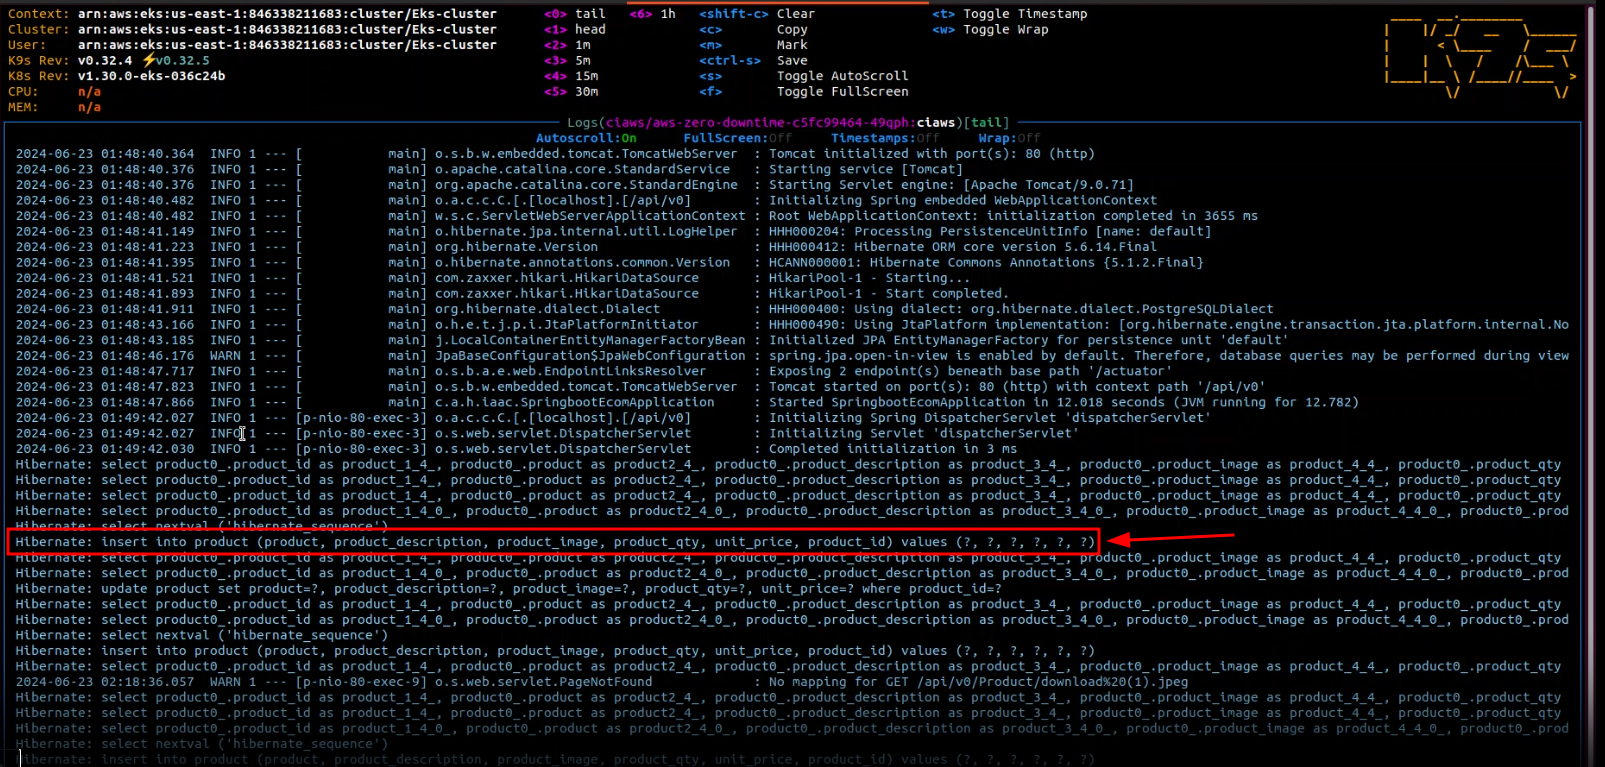 Context: arn:aws:eks:us-east-1:846338211683:cluster/Eks-cluster <0> tail <6> 1h <shift-c> Clear <t> Toggle Timestamp
Cluster: arn:aws:eks:us-east-1:846338211683:cluster/Eks-cluster <1> head <c> Copy <w> Toggle Wrap
User: arn:aws:eks:us-east-1:846338211683:cluster/Eks-cluster <2> 1m <m> Mark
K9s Rev: v0.32.4 ⚡v0.32.5 <3> 5m <ctrl-s> Save
K8s Rev: v1.30.0-eks-036c24b <4> 15m <s> Toggle AutoScroll
CPU: n/a <5> 30m <f> Toggle FullScreen
MEM: n/a
Logs(ciaws/aws-zero-downtime-c5fc99464-49qph:ciaws)[tail]
Autoscroll:On FullScreen:Off Timestamps:Off Wrap:Off
2024-06-23 01:48:40.364 INFO 1 --- [ main] o.s.b.w.embedded.tomcat.TomcatWebServer : Tomcat initialized with port(s): 80 (http)
2024-06-23 01:48:40.376 INFO 1 --- [ main] o.apache.catalina.core.StandardService : Starting service [Tomcat]
2024-06-23 01:48:40.376 INFO 1 --- [ main] org.apache.catalina.core.StandardEngine : Starting Servlet engine: [Apache Tomcat/9.0.71]
2024-06-23 01:48:40.482 INFO 1 --- [ main] o.a.c.c.C.[.[localhost].[/api/v0] : Initializing Spring embedded WebApplicationContext
2024-06-23 01:48:40.482 INFO 1 --- [ main] w.s.c.ServletWebServerApplicationContext : Root WebApplicationContext: initialization completed in 3655 ms
2024-06-23 01:48:41.149 INFO 1 --- [ main] o.hibernate.jpa.internal.util.LogHelper : HHH000204: Processing PersistenceUnitInfo [name: default]
2024-06-23 01:48:41.223 INFO 1 --- [ main] org.hibernate.Version : HHH000412: Hibernate ORM core version 5.6.14.Final
2024-06-23 01:48:41.395 INFO 1 --- [ main] o.hibernate.annotations.common.Version : HCANN000001: Hibernate Commons Annotations {5.1.2.Final}
2024-06-23 01:48:41.521 INFO 1 --- [ main] com.zaxxer.hikari.HikariDataSource : HikariPool-1 - Starting...
2024-06-23 01:48:41.893 INFO 1 --- [ main] com.zaxxer.hikari.HikariDataSource : HikariPool-1 - Start completed.
2024-06-23 01:48:41.911 INFO 1 --- [ main] org.hibernate.dialect.Dialect : HHH000400: Using dialect: org.hibernate.dialect.PostgreSQLDialect
2024-06-23 01:48:43.166 INFO 1 --- [ main] o.h.e.t.j.p.i.JtaPlatformInitiator : HHH000490: Using JtaPlatform implementation: [org.hibernate.engine.transaction.jta.platform.internal.No
2024-06-23 01:48:43.185 INFO 1 --- [ main] j.LocalContainerEntityManagerFactoryBean : Initialized JPA EntityManagerFactory for persistence unit 'default'
2024-06-23 01:48:46.176 WARN 1 --- [ main] JpaBaseConfiguration$JpaWebConfiguration : spring.jpa.open-in-view is enabled by default. Therefore, database queries may be performed during view
2024-06-23 01:48:47.717 INFO 1 --- [ main] o.s.b.a.e.web.EndpointLinksResolver : Exposing 2 endpoint(s) beneath base path '/actuator'
2024-06-23 01:48:47.823 INFO 1 --- [ main] o.s.b.w.embedded.tomcat.TomcatWebServer : Tomcat started on port(s): 80 (http) with context path '/api/v0'
2024-06-23 01:48:47.866 INFO 1 --- [ main] c.a.h.iaac.SpringbootEcomApplication : Started SpringbootEcomApplication in 12.018 seconds (JVM running for 12.782)
2024-06-23 01:49:42.027 INFO 1 --- [p-nio-80-exec-3] o.a.c.c.C.[.[localhost].[/api/v0] : Initializing Spring DispatcherServlet 'dispatcherServlet'
2024-06-23 01:49:42.027 INFO 1 --- [p-nio-80-exec-3] o.s.web.servlet.DispatcherServlet : Initializing Servlet 'dispatcherServlet'
2024-06-23 01:49:42.030 INFO 1 --- [p-nio-80-exec-3] o.s.web.servlet.DispatcherServlet : Completed initialization in 3 ms
Hibernate: select product0_.product_id as product_1_4_, product0_.product as product2_4_, product0_.product_description as product_3_4_, product0_.product_image as product_4_4_, product0_.product_qty
Hibernate: select product0_.product_id as product_1_4_, product0_.product as product2_4_, product0_.product_description as product_3_4_, product0_.product_image as product_4_4_, product0_.product_qty
Hibernate: select product0_.product_id as product_1_4_, product0_.product as product2_4_, product0_.product_description as product_3_4_, product0_.product_image as product_4_4_, product0_.product_qty
Hibernate: select product0_.product_id as product_1_4_0_, product0_.product as product2_4_0_, product0_.product_description as product_3_4_0_, product0_.product_image as product_4_4_0_, product0_.prod
Hibernate: select nextval ('hibernate_sequence')
Hibernate: insert into product (product, product_description, product_image, product_qty, unit_price, product_id) values (?, ?, ?, ?, ?, ?)
Hibernate: select product0_.product_id as product_1_4_, product0_.product as product2_4_, product0_.product_description as product_3_4_, product0_.product_image as product_4_4_, product0_.product_qty
Hibernate: select product0_.product_id as product_1_4_0_, product0_.product as product2_4_0_, product0_.product_description as product_3_4_0_, product0_.product_image as product_4_4_0_, product0_.prod
Hibernate: update product set product=?, product_description=?, product_image=?, product_qty=?, unit_price=? where product_id=?
Hibernate: select product0_.product_id as product_1_4_, product0_.product as product2_4_, product0_.product_description as product_3_4_, product0_.product_image as product_4_4_, product0_.product_qty
Hibernate: select product0_.product_id as product_1_4_0_, product0_.product as product2_4_0_, product0_.product_description as product_3_4_0_, product0_.product_image as product_4_4_0_, product0_.prod
Hibernate: select nextval ('hibernate_sequence')
Hibernate: insert into product (product, product_description, product_image, product_qty, unit_price, product_id) values (?, ?, ?, ?, ?, ?)
Hibernate: select product0_.product_id as product_1_4_, product0_.product as product2_4_, product0_.product_description as product_3_4_, product0_.product_image as product_4_4_, product0_.product_qty
2024-06-23 02:18:36.057 WARN 1 --- [p-nio-80-exec-9] o.s.web.servlet.PageNotFound : No mapping for GET /api/v0/Product/download%20(1).jpeg
Hibernate: select product0_.product_id as product_1_4_, product0_.product as product2_4_, product0_.product_description as product_3_4_, product0_.product_image as product_4_4_, product0_.product_qty
Hibernate: select product0_.product_id as product_1_4_, product0_.product as product2_4_, product0_.product_description as product_3_4_, product0_.product_image as product_4_4_, product0_.product_qty
Hibernate: select product0_.product_id as product_1_4_0_, product0_.product as product2_4_0_, product0_.product_description as product_3_4_0_, product0_.product_image as product_4_4_0_, product0_.prod
Hibernate: select nextval ('hibernate_sequence')
Hibernate: insert into product (product, product_description, product_image, product_qty, unit_price, product_id) values (?, ?, ?, ?, ?, ?)